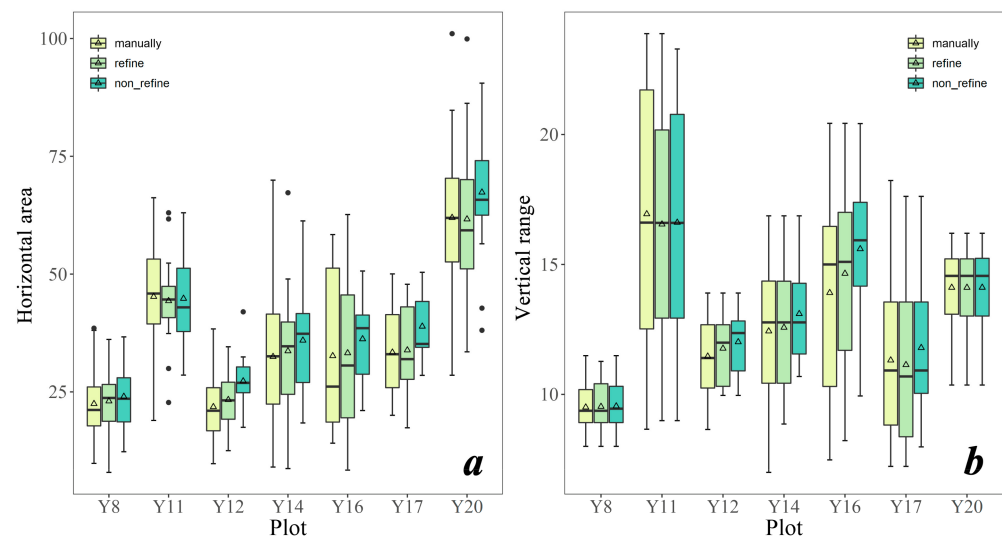 100
75
50
25
Horizontal area
manually
refine
non_refine
a
Y8 Y11 Y12 Y14 Y16 Y17 Y20
Plot
20
15
10
Vertical range
manually
refine
non_refine
b
Y8 Y11 Y12 Y14 Y16 Y17 Y20
Plot